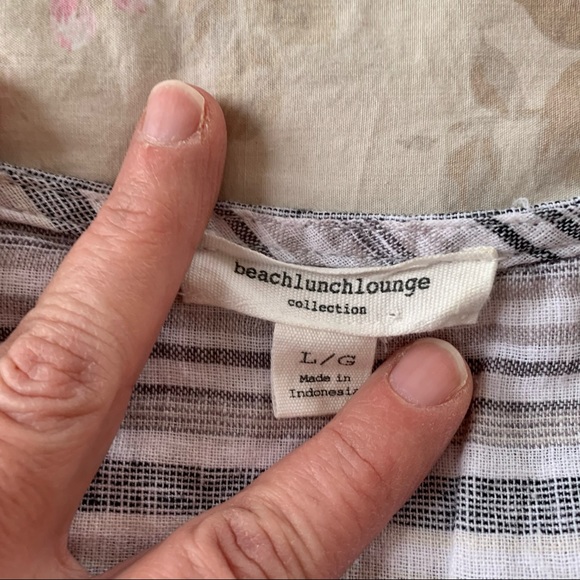 beachlunchlounge
collection
L/G
Made in
Indonesia